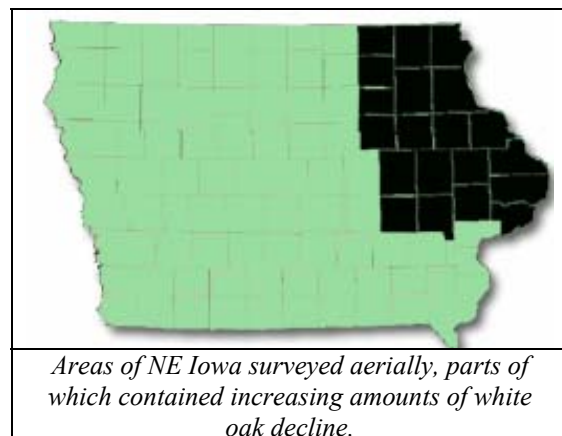 Areas of NE Iowa surveyed aerially, parts of
which contained increasing amounts of white
oak decline.